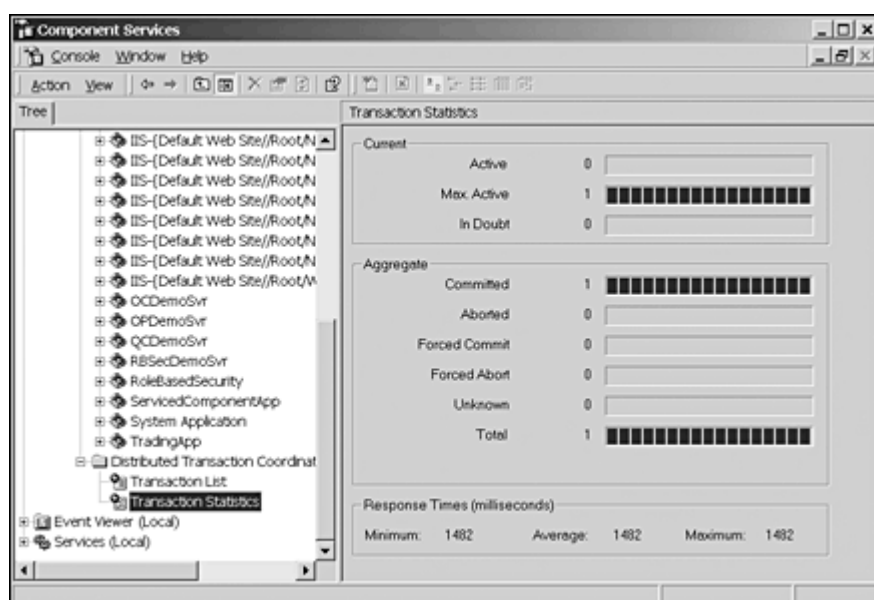 Component Services
Console Window Help
Action View
Tree
IIS-{Default Web Site//Root/N
IIS-{Default Web Site//Root/N
IIS-{Default Web Site//Root/N
IIS-{Default Web Site//Root/N
IIS-{Default Web Site//Root/N
IIS-{Default Web Site//Root/N
IIS-{Default Web Site//Root/N
IIS-{Default Web Site//Root/W
OCDemoSvr
OPDemoSvr
QCDemoSvr
RBSecDemoSvr
RoleBasedSecurity
ServicedComponentApp
System Application
TradingApp
Distributed Transaction Coordinat
Transaction List
Transaction Statistics
Event Viewer (Local)
Services (Local)
Transaction Statistics
Current
Active 0
Max. Active 1
In Doubt 0
Aggregate
Committed 1
Aborted 0
Forced Commit 0
Forced Abort 0
Unknown 0
Total 1
Response Times (milliseconds)
Minimum: 1482 Average: 1482 Maximum: 1482